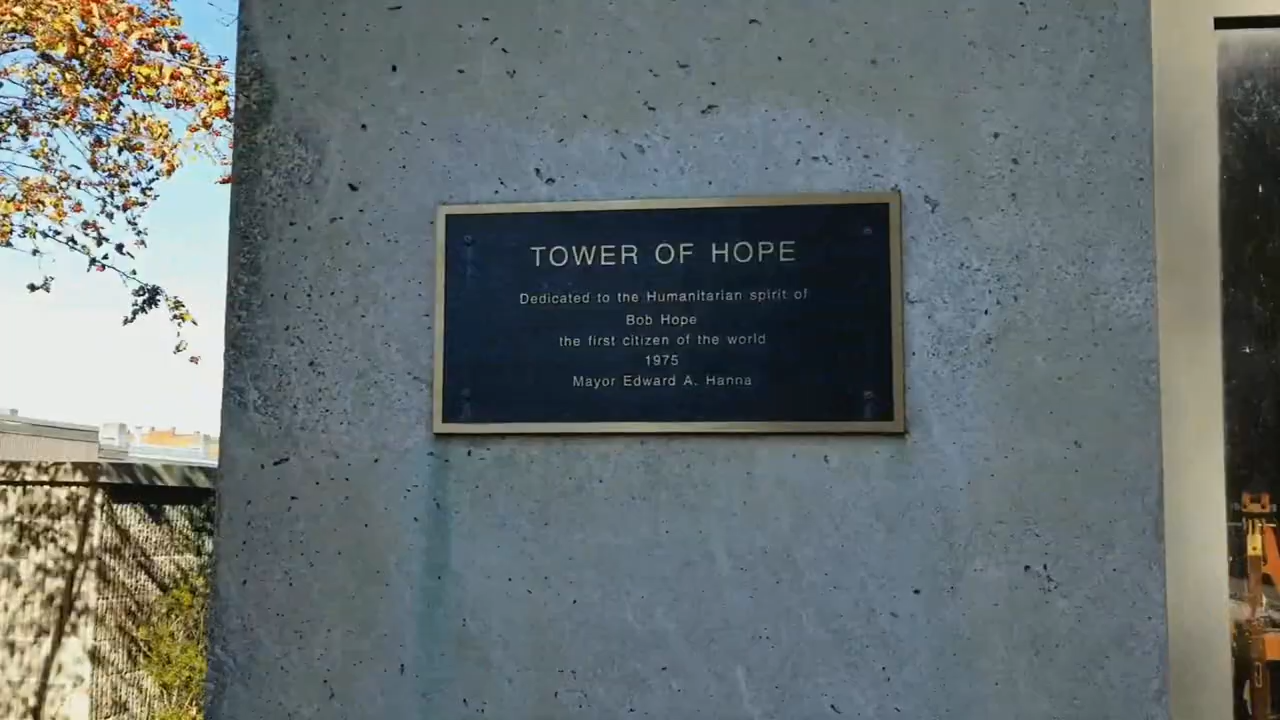 TOWER OF HOPE
Dedicated to the Humanitarian spirit of
Bob Hope
the first citizen of the world
1975
Mayor Edward A. Hanna